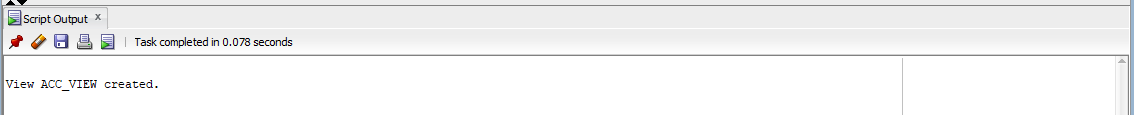 Script Output x
Task completed in 0.078 seconds
View ACC_VIEW created.